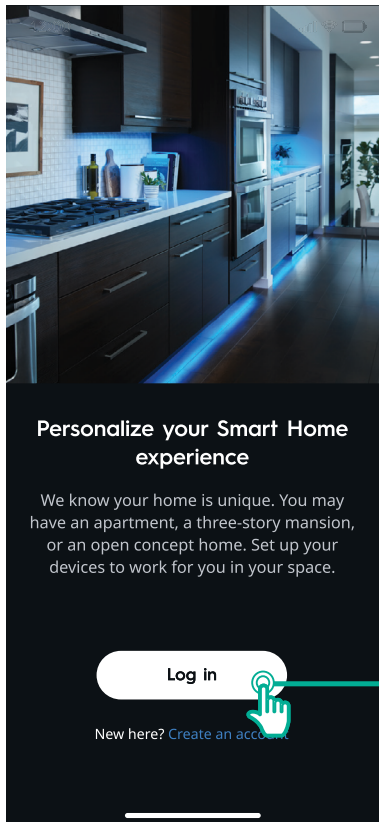 Personalize your Smart Home
experience
We know your home is unique. You may
have an apartment, a three-story mansion,
or an open concept home. Set up your
devices to work for you in your space.
Log in
New here? Create an account